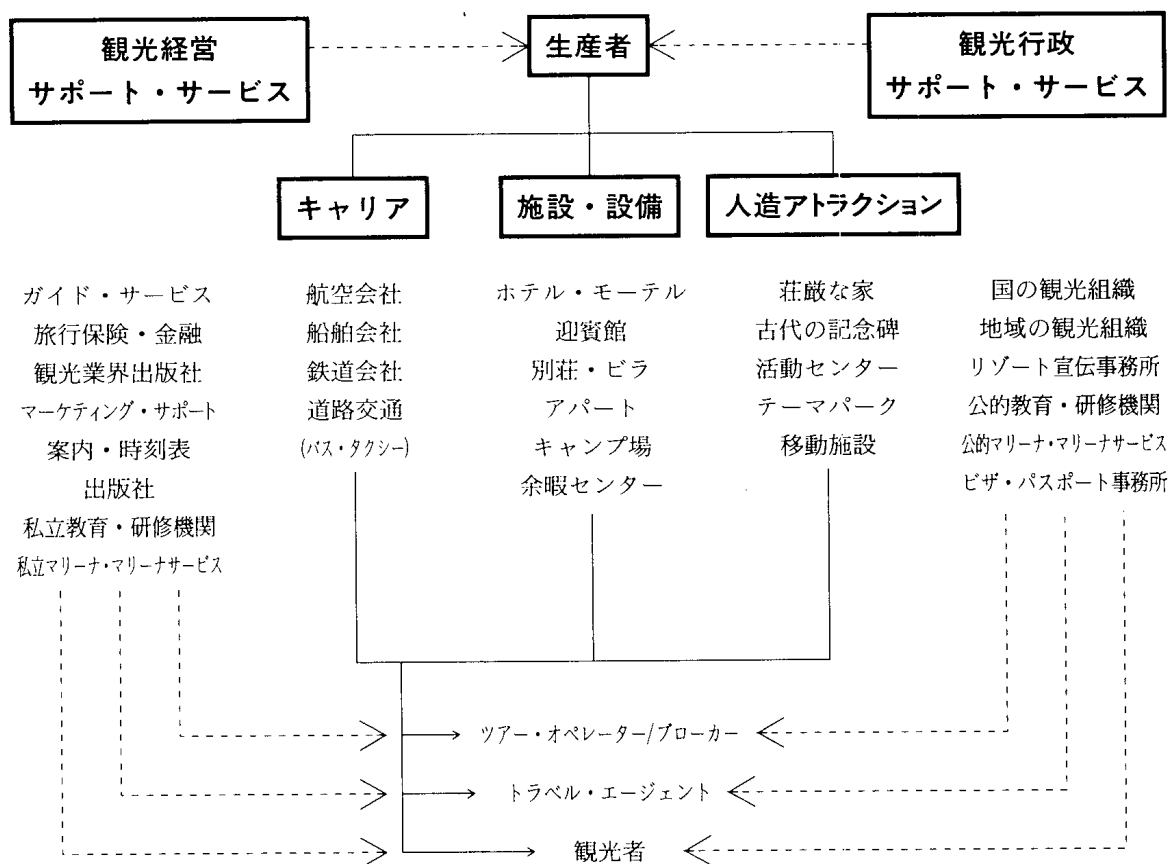 観光経営
サポート・サービス
生産者
観光行政
サポート・サービス
キャリア
施設・設備
人造アトラクション
ガイド・サービス
旅行保険・金融
観光業界出版社
マーケティング・サポート
案内・時刻表
出版社
私立教育・研修機関
私立マリーナ・マリーナサービス
航空会社
船舶会社
鉄道会社
道路交通
(バス・タクシー)
ホテル・モーテル
迎賓館
別荘・ビラ
アパート
キャンプ場
余暇センター
荘厳な家
古代の記念碑
活動センター
テーマパーク
移動施設
国の観光組織
地域の観光組織
リゾート宣伝事務所
公的教育・研修機関
公的マリーナ・マリーナサービス
ビザ・パスポート事務所
ツアー・オペレーター/ブローカー
トラベル・エージェント
観光者